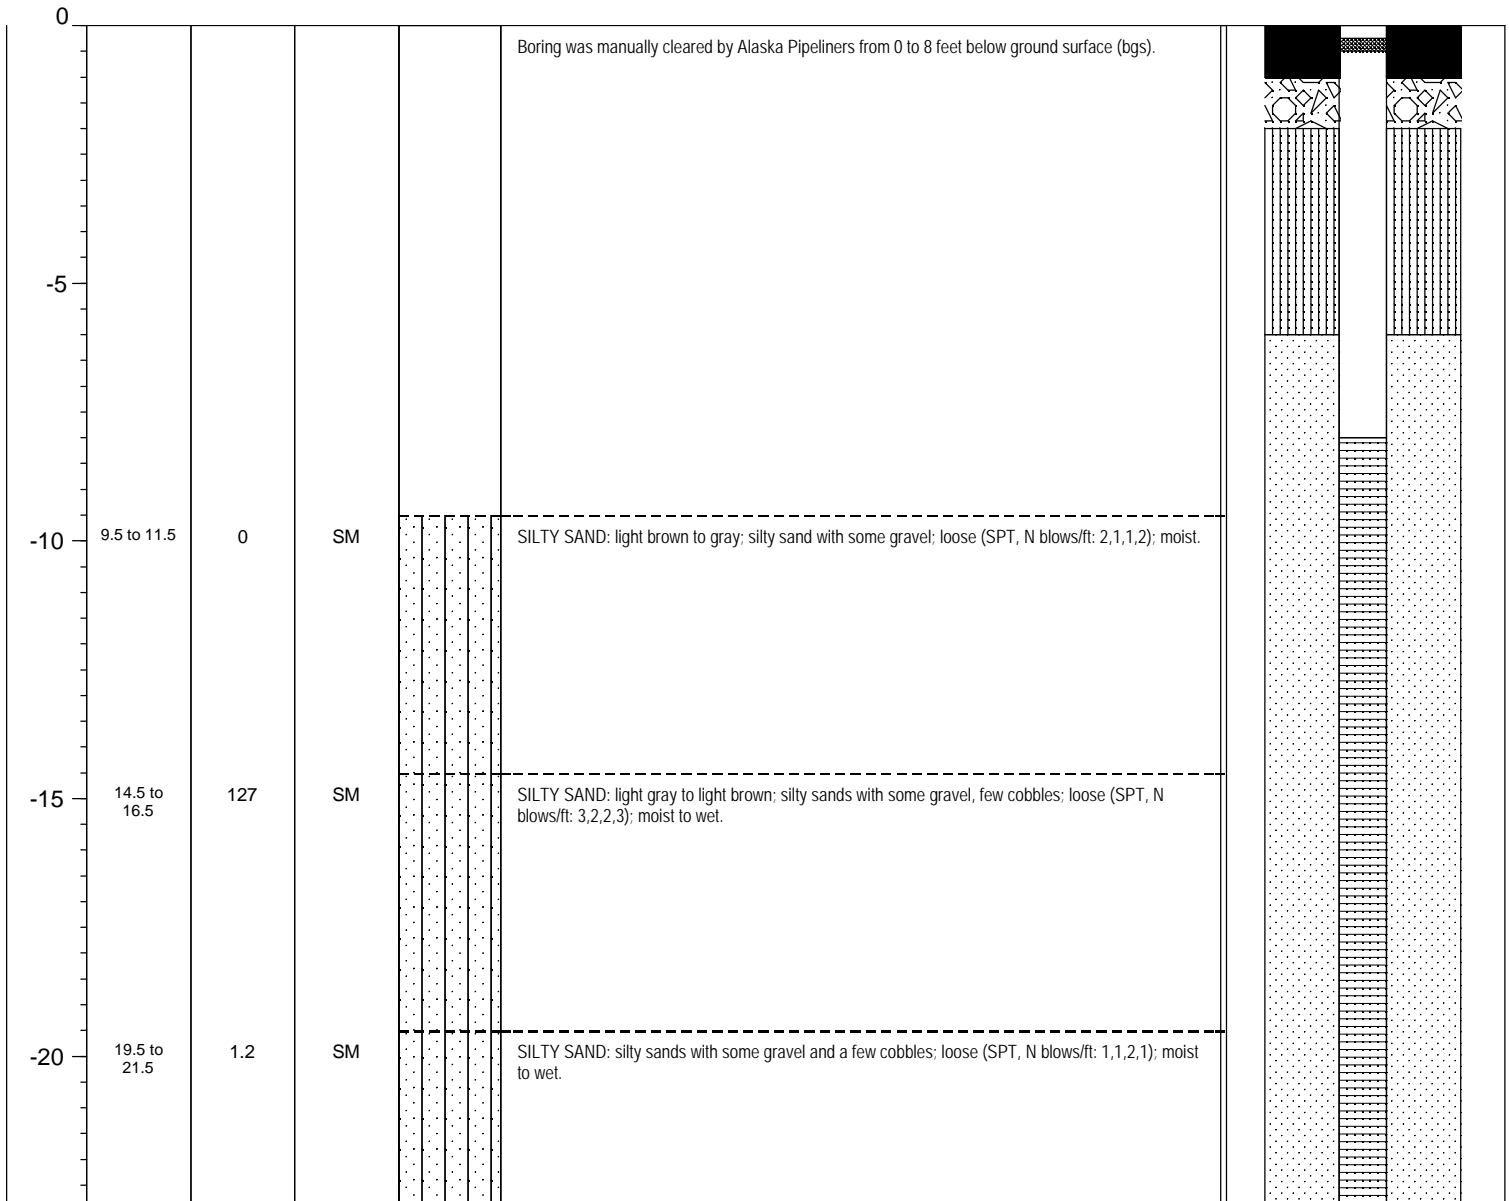 0
Boring was manually cleared by Alaska Pipeliners from 0 to 8 feet below ground surface (bgs).
-5
-10
9.5 to 11.5
0
SM
SILTY SAND: light brown to gray; silty sand with some gravel; loose (SPT, N blows/ft: 2,1,1,2); moist.
-15
14.5 to
16.5
127
SM
SILTY SAND: light gray to light brown; silty sands with some gravel, few cobbles; loose (SPT, N
blows/ft: 3,2,2,3); moist to wet.
-20
19.5 to
21.5
1.2
SM
SILTY SAND: silty sands with some gravel and a few cobbles; loose (SPT, N blows/ft: 1,1,2,1); moist
to wet.